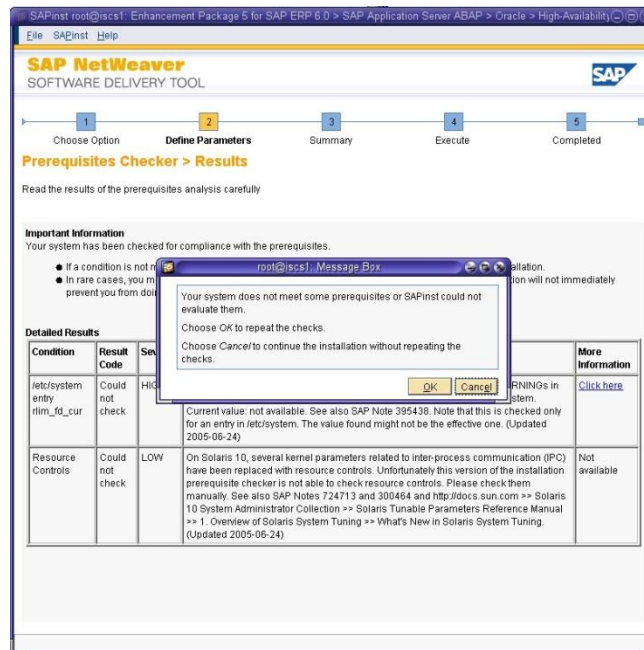 SAPinst root@iscs1: Enhancement Package 5 for SAP ERP 6.0 > SAP Application Server ABAP > Oracle > High-Availability
File SAPinst Help
SAP NetWeaver
SOFTWARE DELIVERY TOOL
SAP
1 2 3 4 5
Choose Option Define Parameters Summary Execute Completed
Prerequisites Checker > Results
Read the results of the prerequisites analysis carefully
Important Information
Your system has been checked for compliance with the prerequisites.
If a condition is not
In rare cases, you
tion will not immediately
prevent you from
root@iscs1: Message Box
Your system does not meet some prerequisites or SAPinst could not
evaluate them.
Choose OK to repeat the checks.
Choose Cancel to continue the installation without repeating the
checks.
OK Cancel
Detailed Results
Condition
Result
Code
More
Information
/etc/system
entry
rlim_fd_cur
Could
not
check
in
Current value: not available. See also SAP Note 395438. Note that this is checked only
for an entry in /etc/system. The value found might not be the effective one. (Updated
2005-06-24)
Click here
Resource
Controls
Could
not
check
LOW
On Solaris 10, several kernel parameters related to inter-process communication (IPC)
have been replaced with resource controls. Unfortunately this version of the installation
prerequisite checker is not able to check resource controls. Please check them
manually. See also SAP Notes 724713 and 300464 and http://docs.sun.com >> Solaris
10 System Administrator Collection >> Solaris Tunable Parameters Reference Manual
>> 1. Overview of Solaris System Tuning >> What's New in Solaris System Tuning.
(Updated 2005-06-24)
Not
available